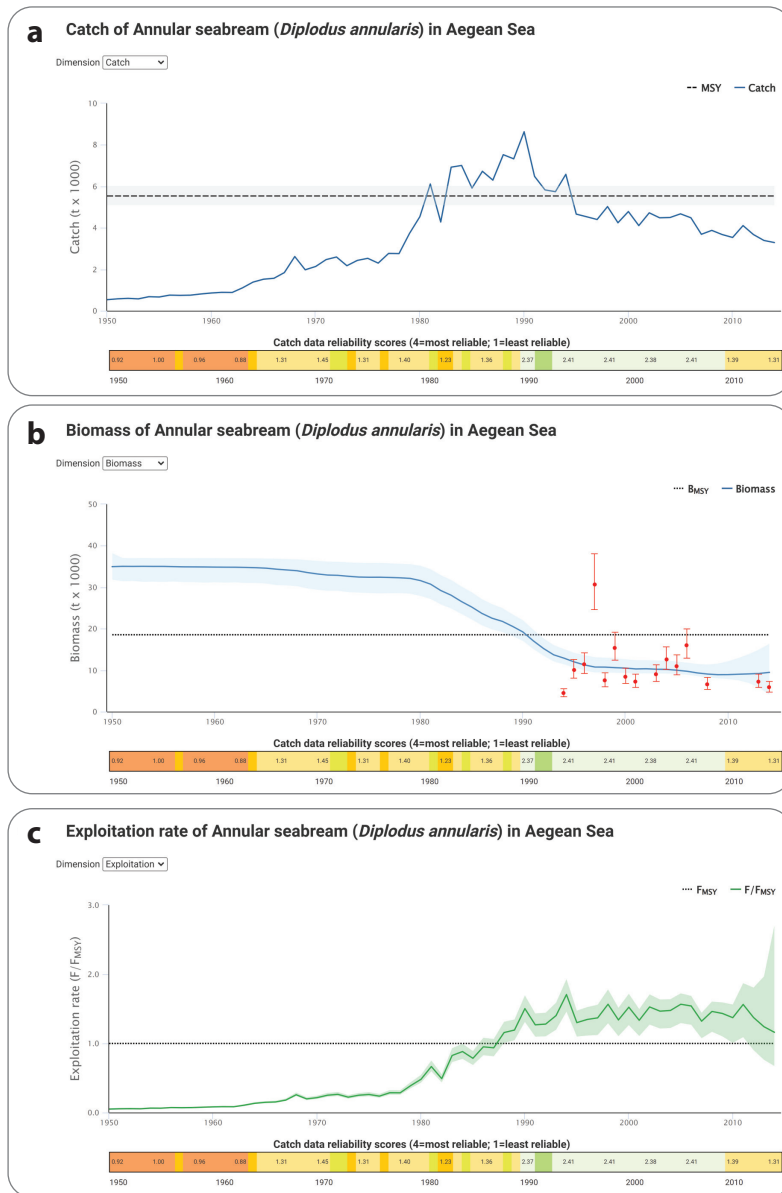 a Catch of Annular seabream (Diplodus annularis) in Aegean Sea
Dimension Catch
MSY Catch
10
8
6
4
2
0
Catch (t x 1000)
1950 1960 1970 1980 1990 2000 2010
Catch data reliability scores (4=most reliable; 1=least reliable)
0.92 1.00 0.96 0.88 1.31 1.45 1.31 1.40 1.23 1.36 2.37 2.41 2.41 2.38 2.41 1.39 1.31
1950 1960 1970 1980 1990 2000 2010
b Biomass of Annular seabream (Diplodus annularis) in Aegean Sea
Dimension Biomass
BMSY Biomass
50
40
30
20
10
0
Biomass (t x 1000)
1950 1960 1970 1980 1990 2000 2010
Catch data reliability scores (4=most reliable; 1=least reliable)
0.92 1.00 0.96 0.88 1.31 1.45 1.31 1.40 1.23 1.36 2.37 2.41 2.41 2.38 2.41 1.39 1.31
1950 1960 1970 1980 1990 2000 2010
c Exploitation rate of Annular seabream (Diplodus annularis) in Aegean Sea
Dimension Exploitation
FMSY F/FMSY
3.0
2.0
1.0
0.0
Exploitation rate (F/FMSY)
1950 1960 1970 1980 1990 2000 2010
Catch data reliability scores (4=most reliable; 1=least reliable)
0.92 1.00 0.96 0.88 1.31 1.45 1.31 1.40 1.23 1.36 2.37 2.41 2.41 2.38 2.41 1.39 1.31
1950 1960 1970 1980 1990 2000 2010